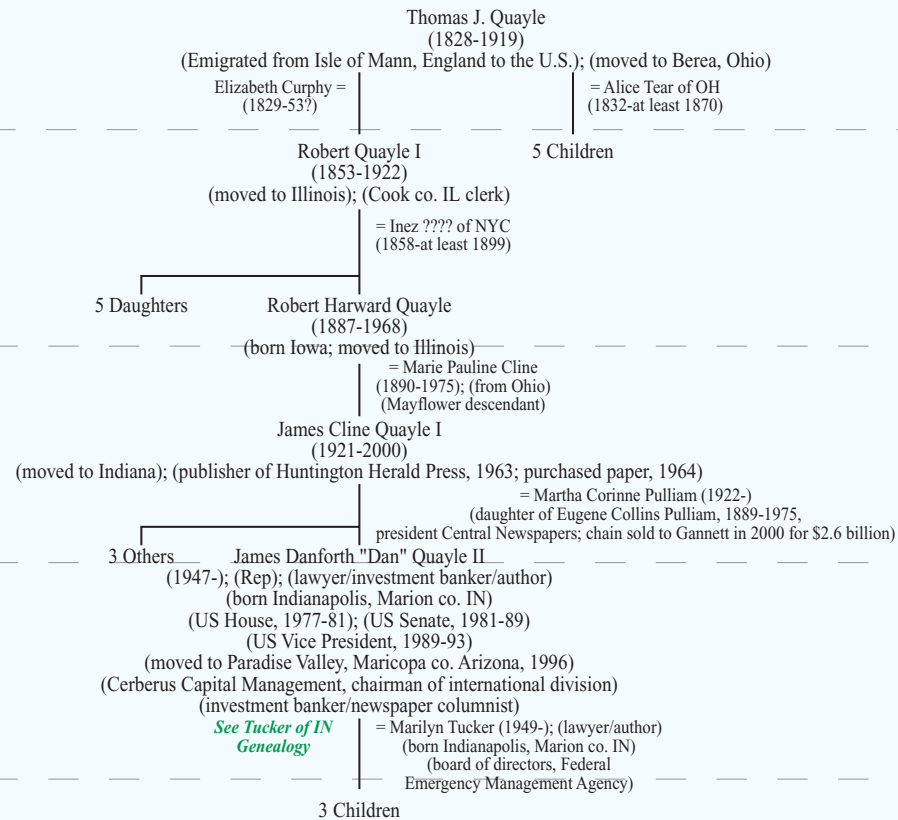 Thomas J. Quayle
(1828-1919)
(Emigrated from Isle of Mann, England to the U.S.); (moved to Berea, Ohio)
Elizabeth Curphy =
(1829-53?)
= Alice Tear of OH
(1832-at least 1870)
Robert Quayle I
(1853-1922)
(moved to Illinois); (Cook co. IL clerk)
5 Children
= Inez ???? of NYC
(1858-at least 1899)
5 Daughters
Robert Harward Quayle
(1887-1968)
(born Iowa; moved to Illinois)
= Marie Pauline Cline
(1890-1975); (from Ohio)
(Mayflower descendant)
James Cline Quayle I
(1921-2000)
(moved to Indiana); (publisher of Huntington Herald Press, 1963; purchased paper, 1964)
= Martha Corinne Pulliam (1922-)
(daughter of Eugene Collins Pulliam, 1889-1975,
president Central Newspapers; chain sold to Gannett in 2000 for $2.6 billion)
3 Others
James Danforth "Dan" Quayle II
(1947-); (Rep); (lawyer/investment banker/author)
(born Indianapolis, Marion co. IN)
(US House, 1977-81); (US Senate, 1981-89)
(US Vice President, 1989-93)
(moved to Paradise Valley, Maricopa co. Arizona, 1996)
(Cerberus Capital Management, chairman of international division)
(investment banker/newspaper columnist)
See Tucker of IN
Genealogy
= Marilyn Tucker (1949-); (lawyer/author)
(born Indianapolis, Marion co. IN)
(board of directors, Federal
Emergency Management Agency)
3 Children